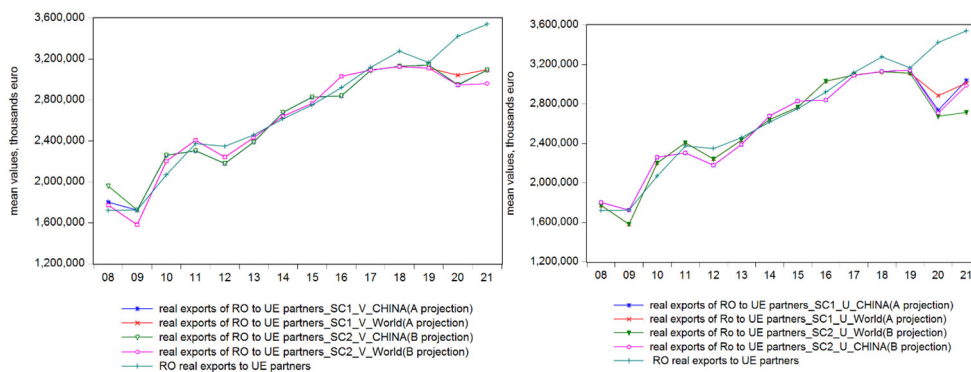 3,600,000
3,200,000
2,800,000
2,400,000
2,000,000
1,600,000
1,200,000
mean values, thousands euro
08 09 10 11 12 13 14 15 16 17 18 19 20 21
real exports of RO to UE partners_SC1_V_CHINA(A projection)
real exports of RO to UE partners_SC1_V_World(A projection)
real exports of RO to UE partners_SC2_V_CHINA(B projection)
real exports of RO to UE partners_SC2_V_World(B projection)
RO real exports to UE partners
3,600,000
3,200,000
2,800,000
2,400,000
2,000,000
1,600,000
1,200,000
mean values, thousands euro
08 09 10 11 12 13 14 15 16 17 18 19 20 21
real exports of RO to UE partners_SC1_U_CHINA(A projection)
real exports of Ro to UE partners_SC1_U_World(A projection)
real exports of RO to UE partners_SC2_U_World(B projection)
real exports of Ro to UE partners_SC2_U_CHINA(B projection)
RO real exports to UE partners